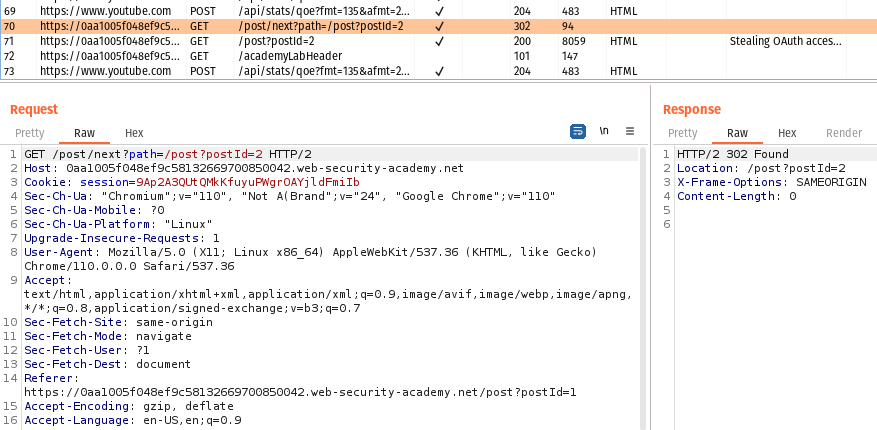 69 https://www.youtube.com POST /api/stats/qoe?fmt=135&afmt=2... ✓ 204 483 HTML
70 https://0aa1005f048ef9c5... GET /post/next?path=/post?postId=2 302 94
71 https://0aa1005f048ef9c5... GET /post?postId=2 ✓ 200 8059 HTML Stealing OAuth acces...
72 https://0aa1005f048ef9c5... GET /academyLabHeader 101 147
73 https://www.youtube.com POST /api/stats/qoe?fmt=135&afmt=2... ✓ 204 483 HTML
Request
Pretty Raw Hex
\n
1 GET /post/next?path=/post?postId=2 HTTP/2
2 Host: 0aa1005f048ef9c58132669700850042.web-security-academy.net
3 Cookie: session=9Ap2A3QUtQMkKfuyuPWgrOAYjldFmiIb
4 Sec-Ch-Ua: "Chromium";v="110", "Not A(Brand";v="24", "Google Chrome";v="110"
5 Sec-Ch-Ua-Mobile: ?0
6 Sec-Ch-Ua-Platform: "Linux"
7 Upgrade-Insecure-Requests: 1
8 User-Agent: Mozilla/5.0 (X11; Linux x86_64) AppleWebKit/537.36 (KHTML, like Gecko)
Chrome/110.0.0.0 Safari/537.36
9 Accept:
text/html,application/xhtml+xml,application/xml;q=0.9,image/avif,image/webp,image/apng,
*/*;q=0.8,application/signed-exchange;v=b3;q=0.7
10 Sec-Fetch-Site: same-origin
11 Sec-Fetch-Mode: navigate
12 Sec-Fetch-User: ?1
13 Sec-Fetch-Dest: document
14 Referer:
https://0aa1005f048ef9c58132669700850042.web-security-academy.net/post?postId=1
15 Accept-Encoding: gzip, deflate
16 Accept-Language: en-US,en;q=0.9
Response
Pretty Raw Hex Render
1 HTTP/2 302 Found
2 Location: /post?postId=2
3 X-Frame-Options: SAMEORIGIN
4 Content-Length: 0
5
6